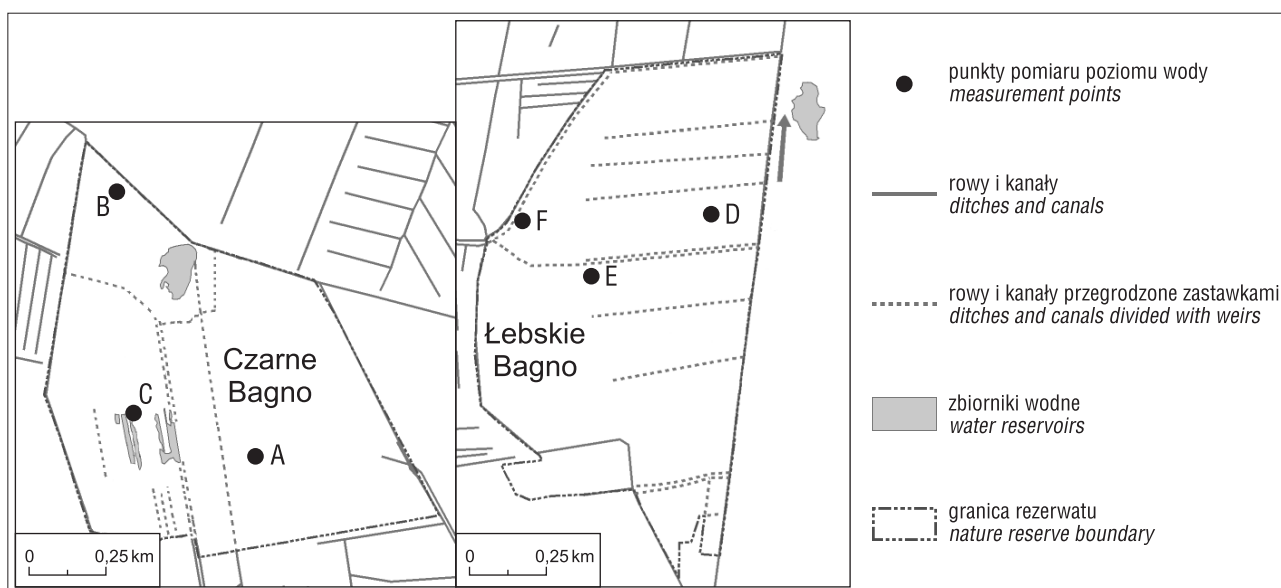 B
C
A
Czarne
Bagno
0 0,25 km
F
D
E
Łebskie
Bagno
0 0,25 km
punkty pomiaru poziomu wody
measurement points
rowy i kanały
ditches and canals
rowy i kanały przegrodzone zastawkami
ditches and canals divided with weirs
zbiorniki wodne
water reservoirs
granica rezerwatu
nature reserve boundary